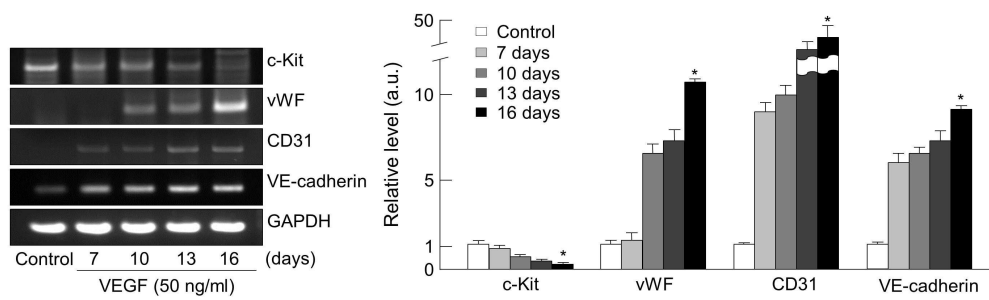 c-Kit
vWF
CD31
VE-cadherin
GAPDH
Control 7 10 13 16 (days)
VEGF (50 ng/ml)
Relative level (a.u.)
50
10
5
1
0
Control
7 days
10 days
13 days
16 days
*
*
*
*
c-Kit vWF CD31 VE-cadherin